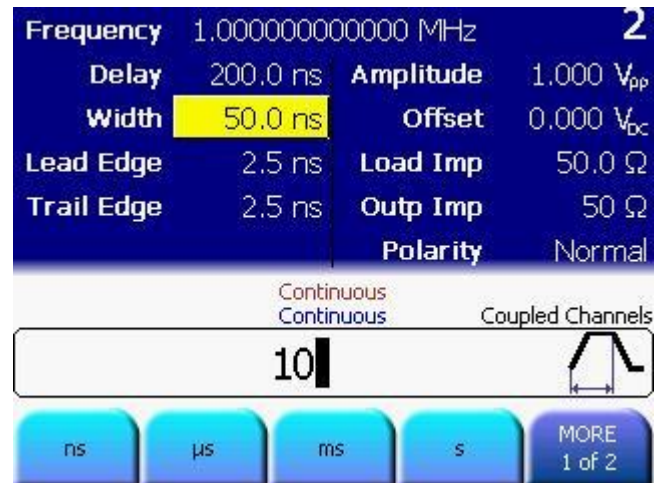 Frequency 1.0000000000000 MHz 2
Delay 200.0 ns Amplitude 1.000 Vpp
Width 50.0 ns Offset 0.000 VDC
Lead Edge 2.5 ns Load Imp 50.0 Ω
Trail Edge 2.5 ns Outp Imp 50 Ω
Polarity Normal
Continuous
Continuous Coupled Channels
10
ns µs ms s MORE
1 of 2